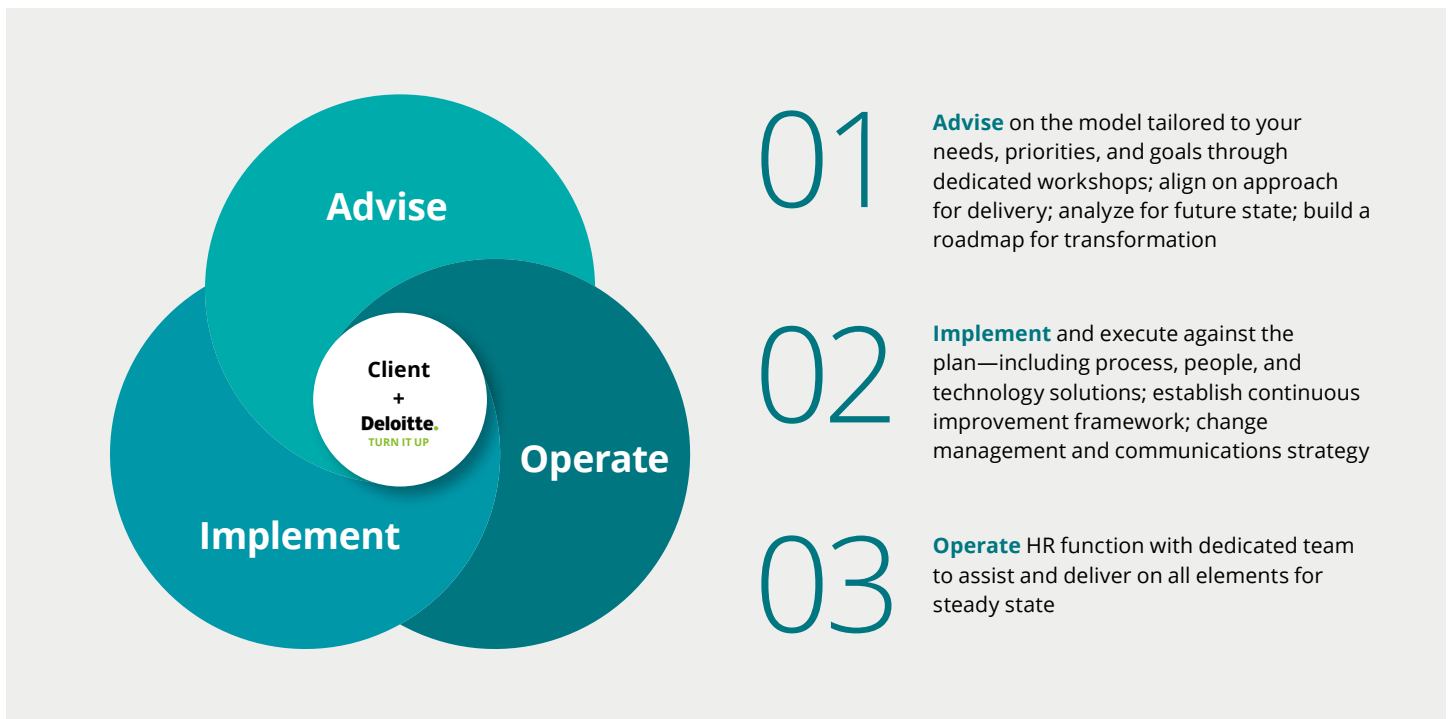 Advise
Client
+
Deloitte.
TURN IT UP
Operate
Implement
01
Advise on the model tailored to your
needs, priorities, and goals through
dedicated workshops; align on approach
for delivery; analyze for future state; build a
roadmap for transformation
02
Implement and execute against the
plan—including process, people, and
technology solutions; establish continuous
improvement framework; change
management and communications strategy
03
Operate HR function with dedicated team
to assist and deliver on all elements for
steady state